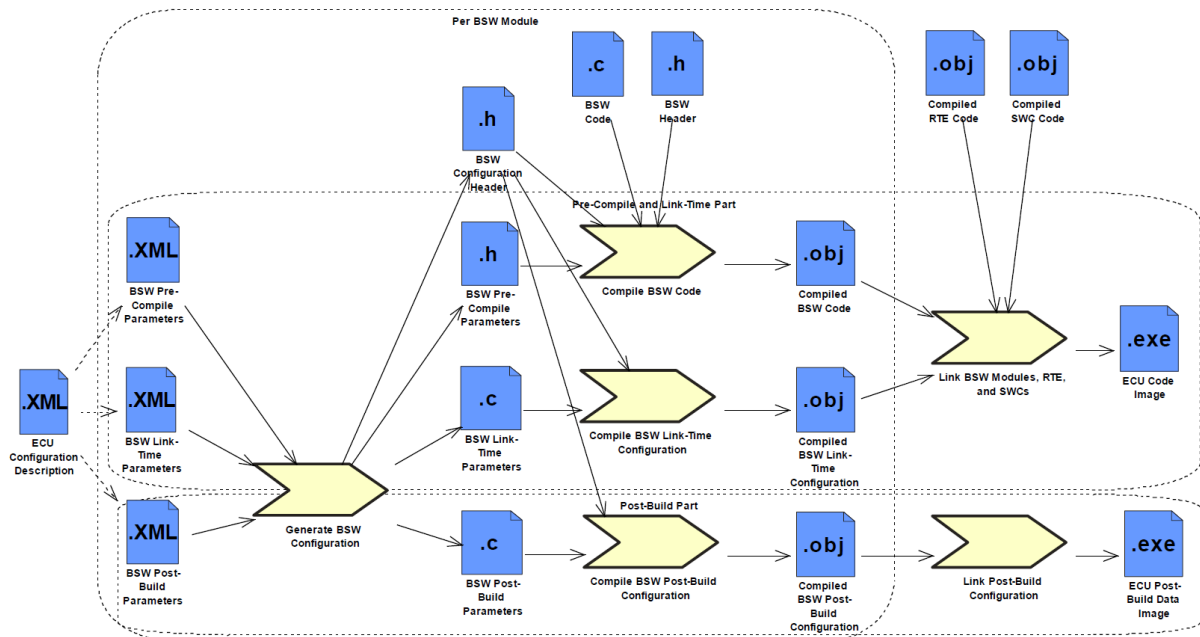 Per BSW Module
.c
BSW
Code
.h
BSW
Header
.obj
Compiled
RTE Code
.obj
Compiled
SWC Code
.h
BSW
Configuration
Header
Pre-Compile and Link-Time Part
.XML
BSW Pre-
Compile
Parameters
.h
BSW Pre-
Compile
Parameters
Compile BSW Code
.obj
Compiled
BSW Code
Link BSW Modules, RTE,
and SWCs
.exe
ECU Code
Image
.XML
ECU
Configuration
Description
.XML
BSW Link-
Time
Parameters
.c
BSW Link-
Time
Parameters
Compile BSW Link-Time
Configuration
.obj
Compiled
BSW Link-
Time
Configuration
Generate BSW
Configuration
Post-Build Part
.XML
BSW Post-
Build
Parameters
.c
BSW Post-
Build
Parameters
Compile BSW Post-Build
Configuration
.obj
Compiled
BSW Post-
Build
Configuration
Link Post-Build
Configuration
.exe
ECU Post-
Build Data
Image